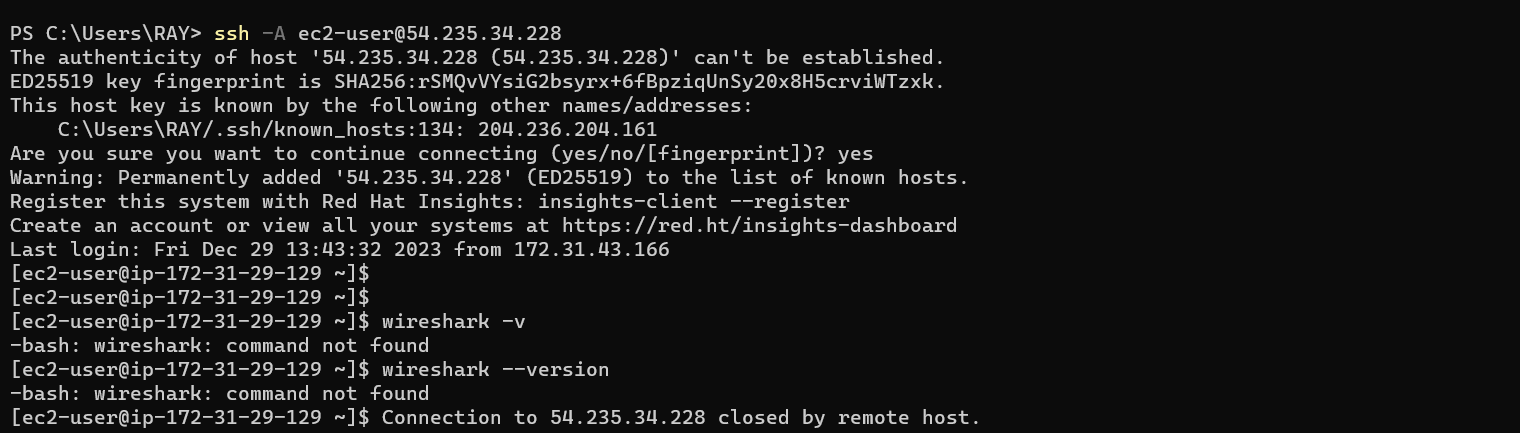 PS C:\Users\RAY> ssh -A ec2-user@54.235.34.228
The authenticity of host '54.235.34.228 (54.235.34.228)' can't be established.
ED25519 key fingerprint is SHA256:rSMQvVYsiG2bsyrx+6fBpziqUnSy20x8H5crviWTzxk.
This host key is known by the following other names/addresses:
    C:\Users\RAY/.ssh/known_hosts:134: 204.236.204.161
Are you sure you want to continue connecting (yes/no/[fingerprint])? yes
Warning: Permanently added '54.235.34.228' (ED25519) to the list of known hosts.
Register this system with Red Hat Insights: insights-client --register
Create an account or view all your systems at https://red.ht/insights-dashboard
Last login: Fri Dec 29 13:43:32 2023 from 172.31.43.166
[ec2-user@ip-172-31-29-129 ~]$
[ec2-user@ip-172-31-29-129 ~]$
[ec2-user@ip-172-31-29-129 ~]$ wireshark -v
-bash: wireshark: command not found
[ec2-user@ip-172-31-29-129 ~]$ wireshark --version
-bash: wireshark: command not found
[ec2-user@ip-172-31-29-129 ~]$ Connection to 54.235.34.228 closed by remote host.